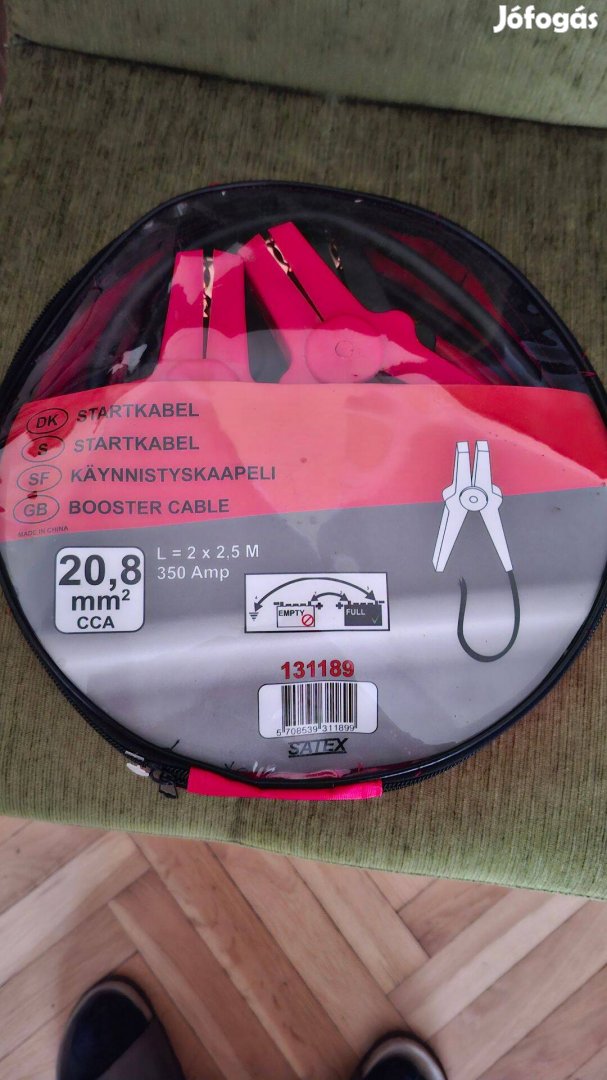 Jófogás
DK STARTKABEL
S STARTKABEL
SF KÄYNNISTYSKAAPELI
GB BOOSTER CABLE
MADE IN CHINA
20,8
mm²
CCA
L = 2 x 2,5 M
350 Amp
EMPTY
FULL
131189
5 708539 311899
SATEX